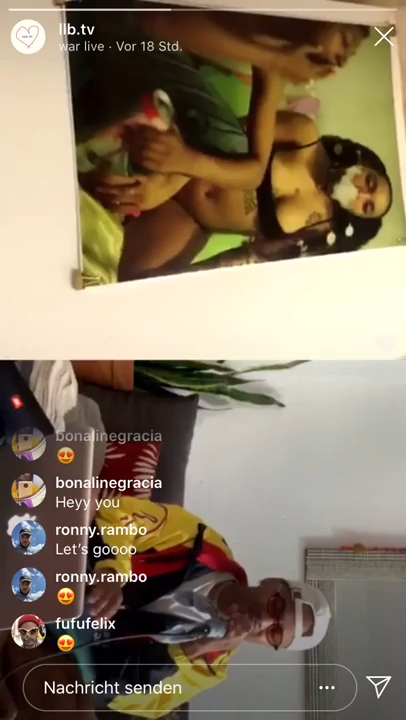 llb.tv
war live · Vor 18 Std.
bonalinegracia
😍
bonalinegracia
Heyy you
ronny.rambo
Let's goooo
ronny.rambo
😍
fufufelix
😍
Nachricht senden